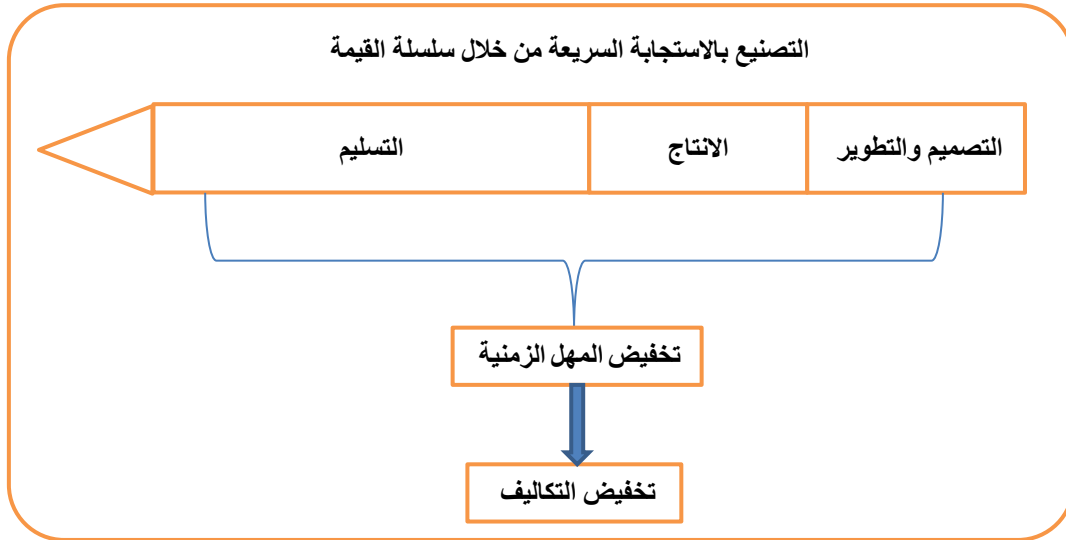 التصنيع بالاستجابة السريعة من خلال سلسلة القيمة
التصميم والتطوير
الانتاج
التسليم
تخفيض المهل الزمنية
تخفيض التكاليف